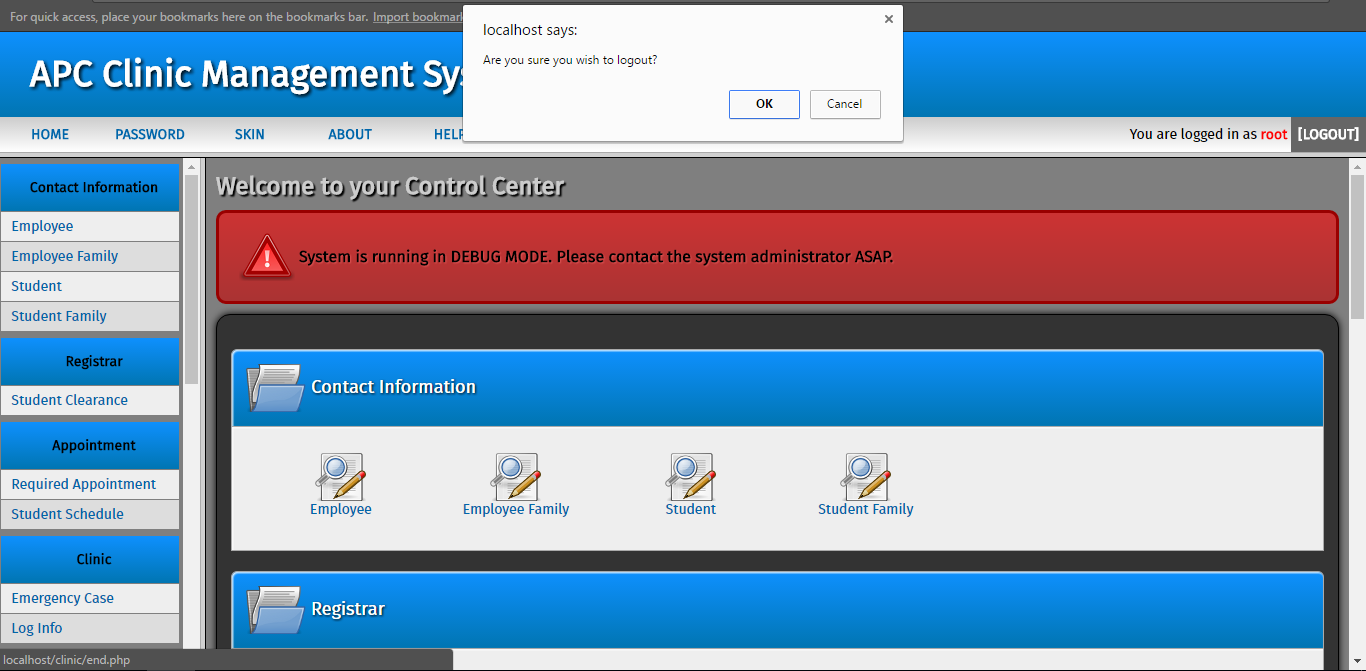 For quick access, place your bookmarks here on the bookmarks bar. Import bookmark
localhost says:
Are you sure you wish to logout?
OK
Cancel
APC Clinic Management Sys
HOME
PASSWORD
SKIN
ABOUT
HELP
You are logged in as root
[LOGOUT]
Contact Information
Employee
Employee Family
Student
Student Family
Registrar
Student Clearance
Appointment
Required Appointment
Student Schedule
Clinic
Emergency Case
Log Info
Welcome to your Control Center
System is running in DEBUG MODE. Please contact the system administrator ASAP.
Contact Information
Employee
Employee Family
Student
Student Family
Registrar
localhost/clinic/end.php